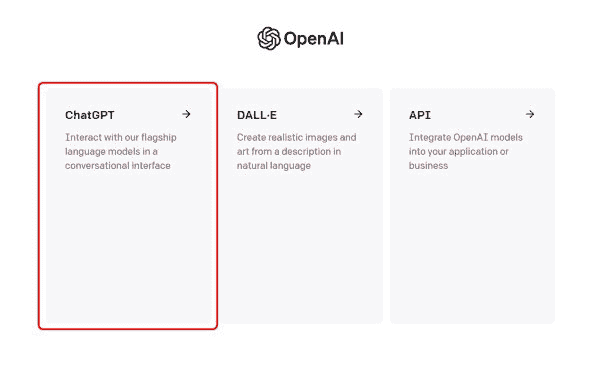 OpenAI
ChatGPT →
Interact with our flagship
language models in a
conversational interface
DALL·E →
Create realistic images and
art from a description in
natural language
API →
Integrate OpenAI models
into your application or
business